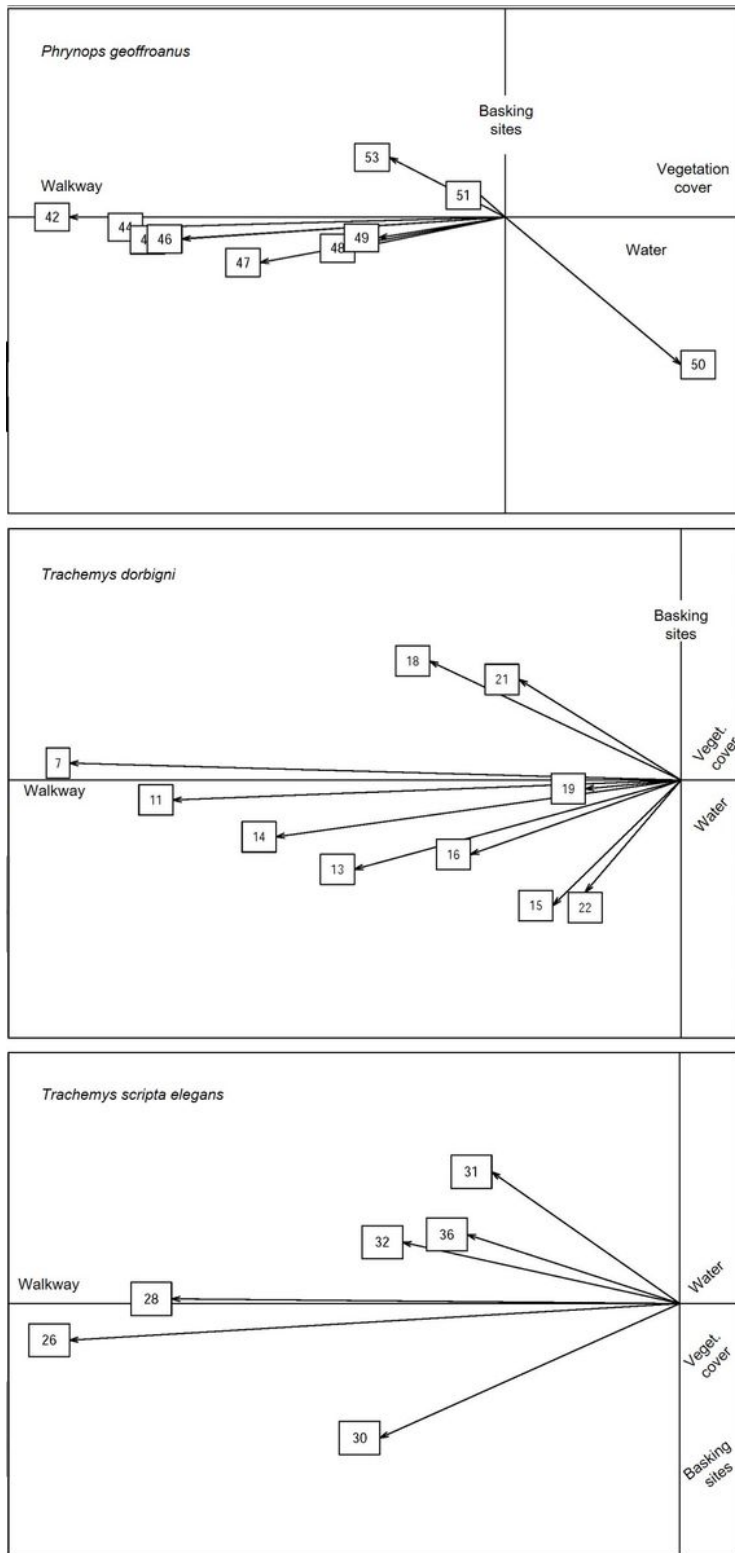 Phrynops geoffroanus
Basking
sites
53
Vegetation
cover
51
Walkway
42
44
46
49
48
47
Water
50
Trachemys dorbigni
Basking
sites
18
21
Veget.
cover
7
19
Walkway
11
Water
14
16
13
15
22
Trachemys scripta elegans
31
36
32
Water
Walkway
28
26
Veget.
cover
30
Basking
sites